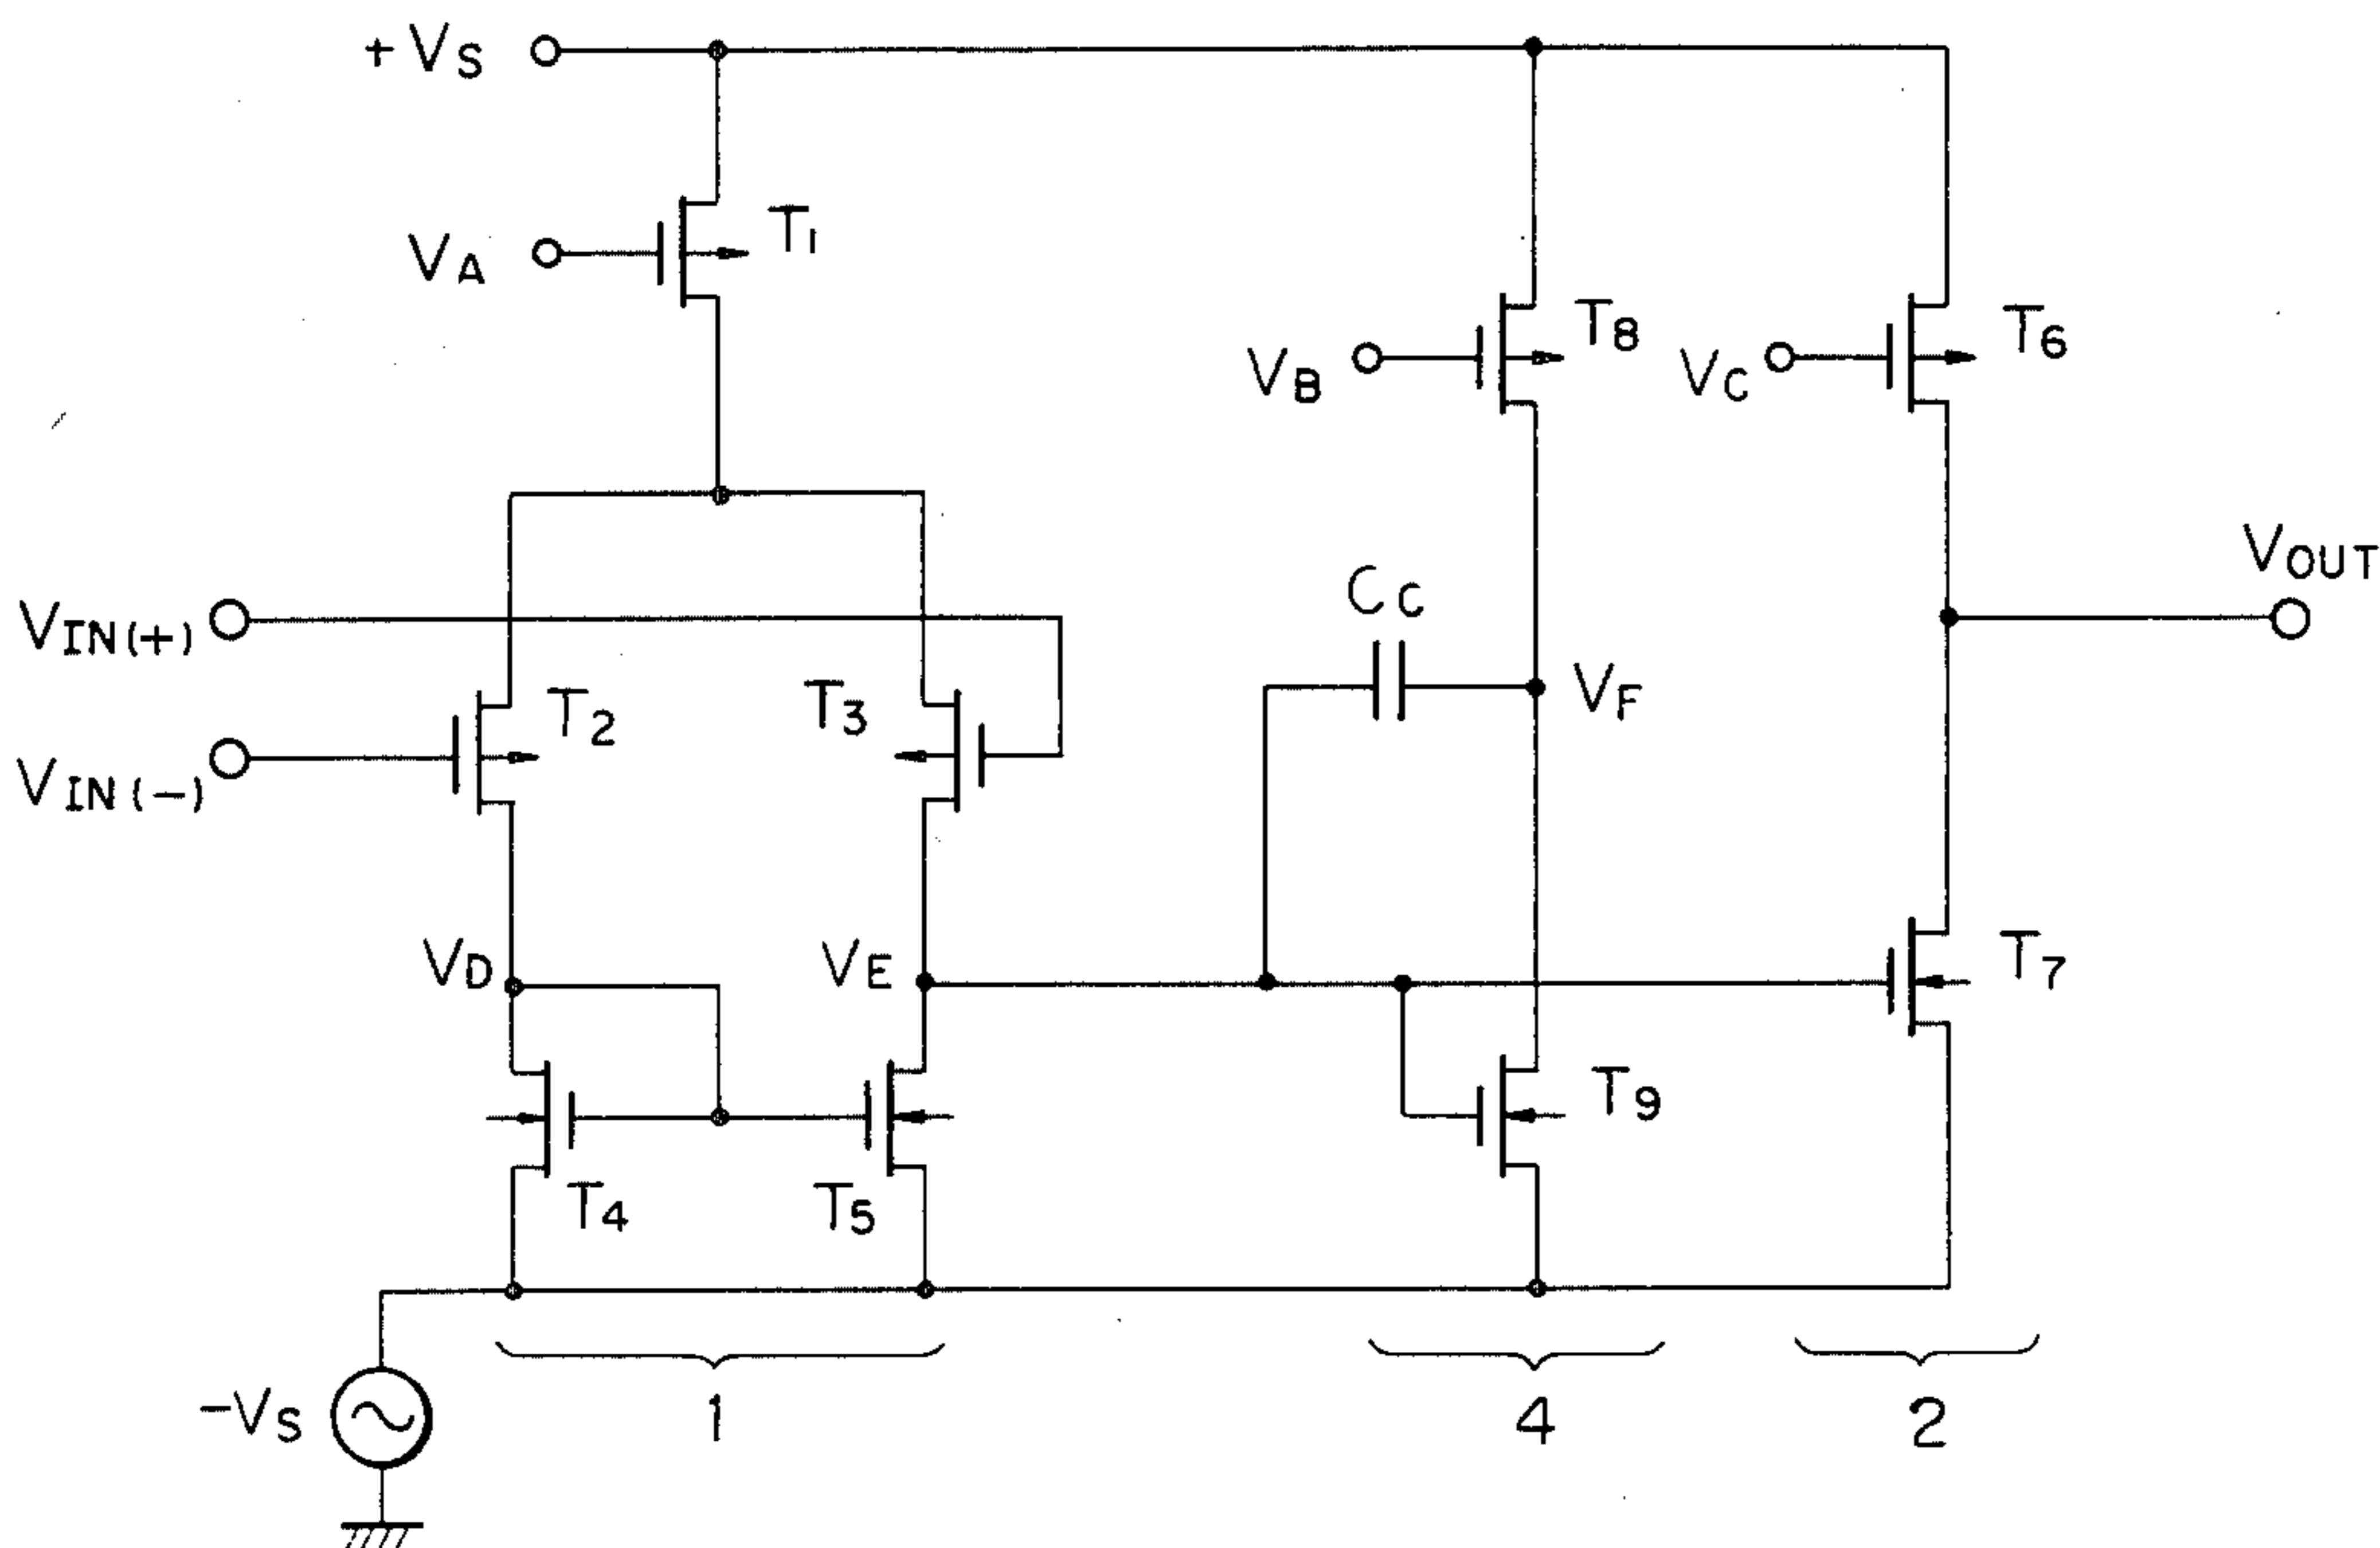 +VS
VA
T1
T8
VB
VC
T6
VOUT
CC
VIN(+)
T2
T3
VF
VIN(-)
VD
VE
T7
T9
T4
T5
-VS
1
4
2